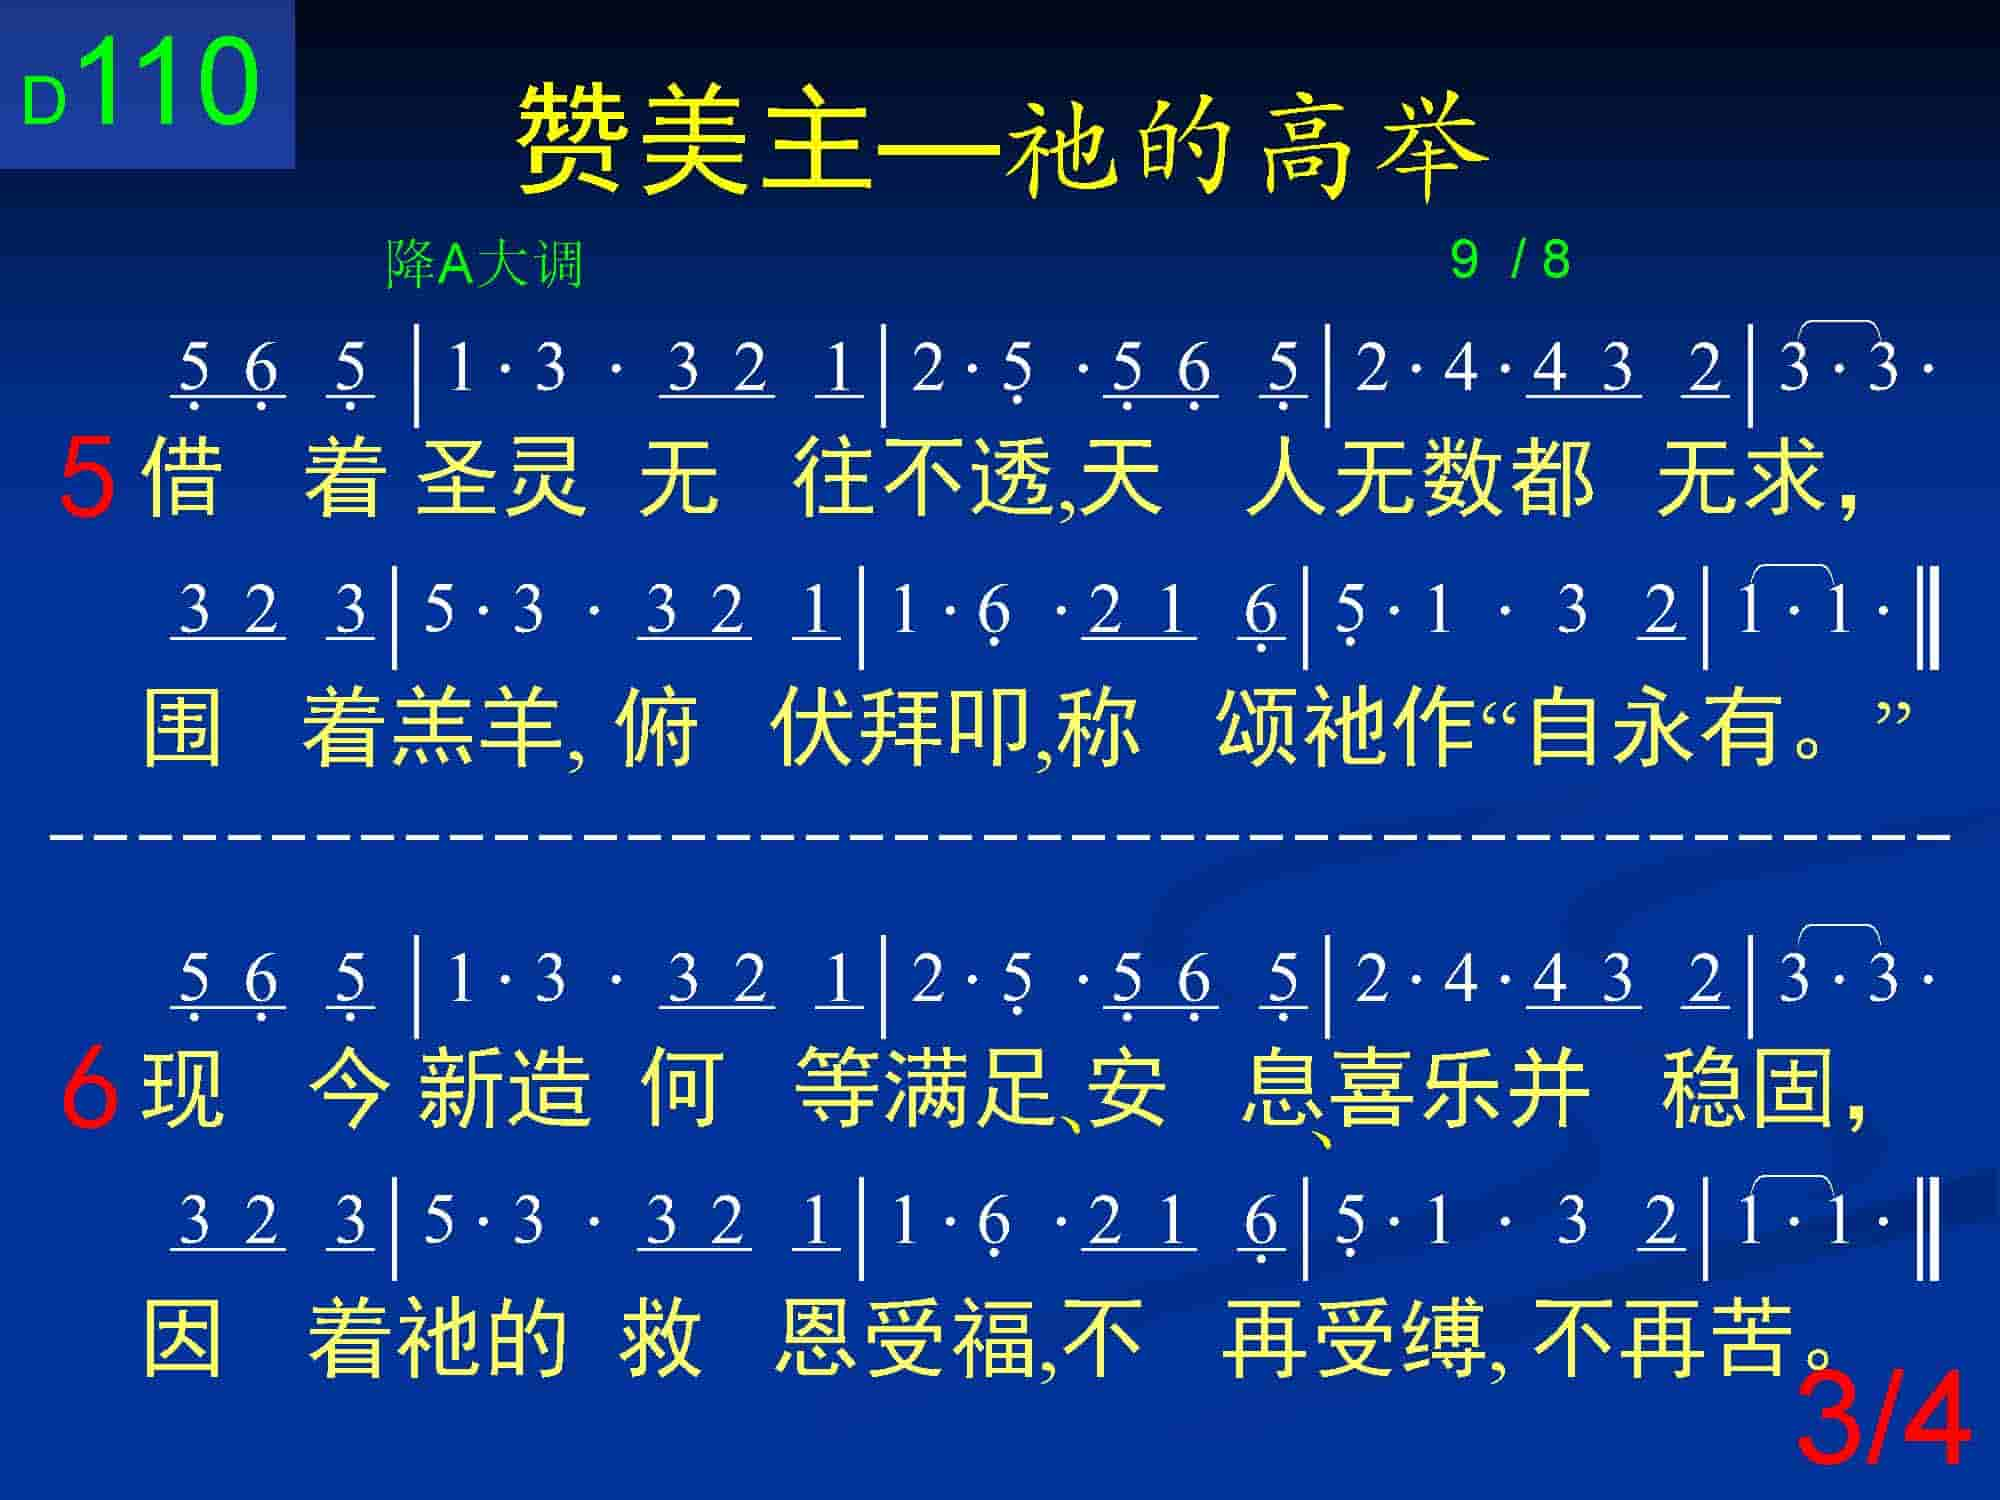 D110
赞美主—祂的高举
降A大调 9 / 8
5 6 5 | 1 · 3 · 3 2 1 | 2 · 5 · 5 6 5 | 2 · 4 · 4 3 2 | 3 · 3 ·
5 借 着 圣灵 无 往不透,天 人无数都 无求，
3 2 3 | 5 · 3 · 3 2 1 | 1 · 6 · 2 1 6 | 5 · 1 · 3 2 | 1 · 1 · ‖
围 着羔羊, 俯 伏拜叩,称 颂祂作“自永有。”
5 6 5 | 1 · 3 · 3 2 1 | 2 · 5 · 5 6 5 | 2 · 4 · 4 3 2 | 3 · 3 ·
6 现 今 新造 何 等满足、安 息、喜乐并 稳固，
3 2 3 | 5 · 3 · 3 2 1 | 1 · 6 · 2 1 6 | 5 · 1 · 3 2 | 1 · 1 · ‖
因 着祂的 救 恩受福,不 再受缚, 不再苦。
3/4